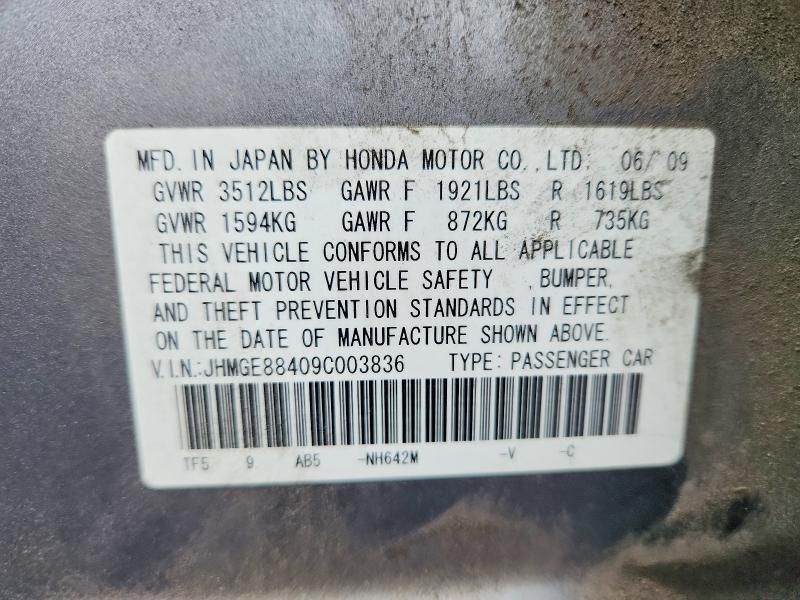 MFD. IN JAPAN BY HONDA MOTOR CO., LTD. 06/ 09
GVWR 3512LBS GAWR F 1921LBS R 1619LBS
GVWR 1594KG GAWR F 872KG R 735KG
THIS VEHICLE CONFORMS TO ALL APPLICABLE
FEDERAL MOTOR VEHICLE SAFETY , BUMPER,
AND THEFT PREVENTION STANDARDS IN EFFECT
ON THE DATE OF MANUFACTURE SHOWN ABOVE.
V.I.N.:JHMGE88409C003836 TYPE: PASSENGER CAR
TF5 9 AB5 -NH642M -V -C